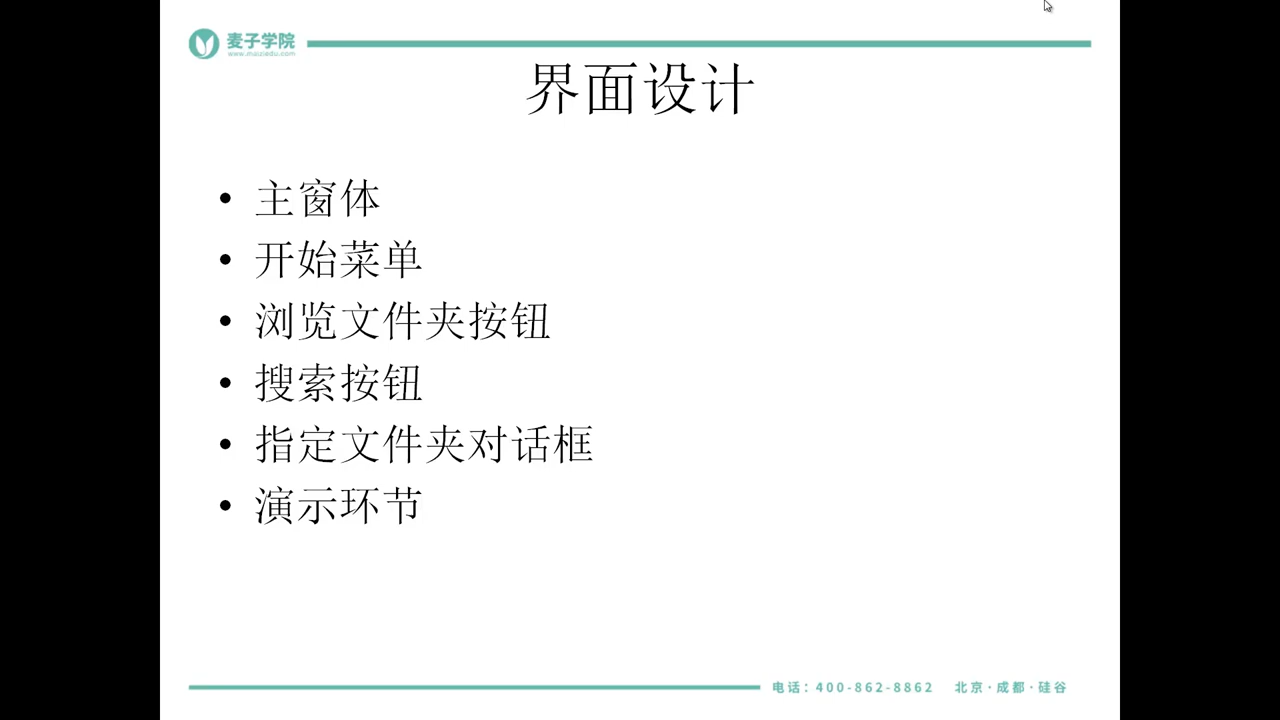 麦子学院
www.maiziedu.com
界面设计
• 主窗体
• 开始菜单
• 浏览文件夹按钮
• 搜索按钮
• 指定文件夹对话框
• 演示环节
电话：400-862-8862 北京·成都·硅谷